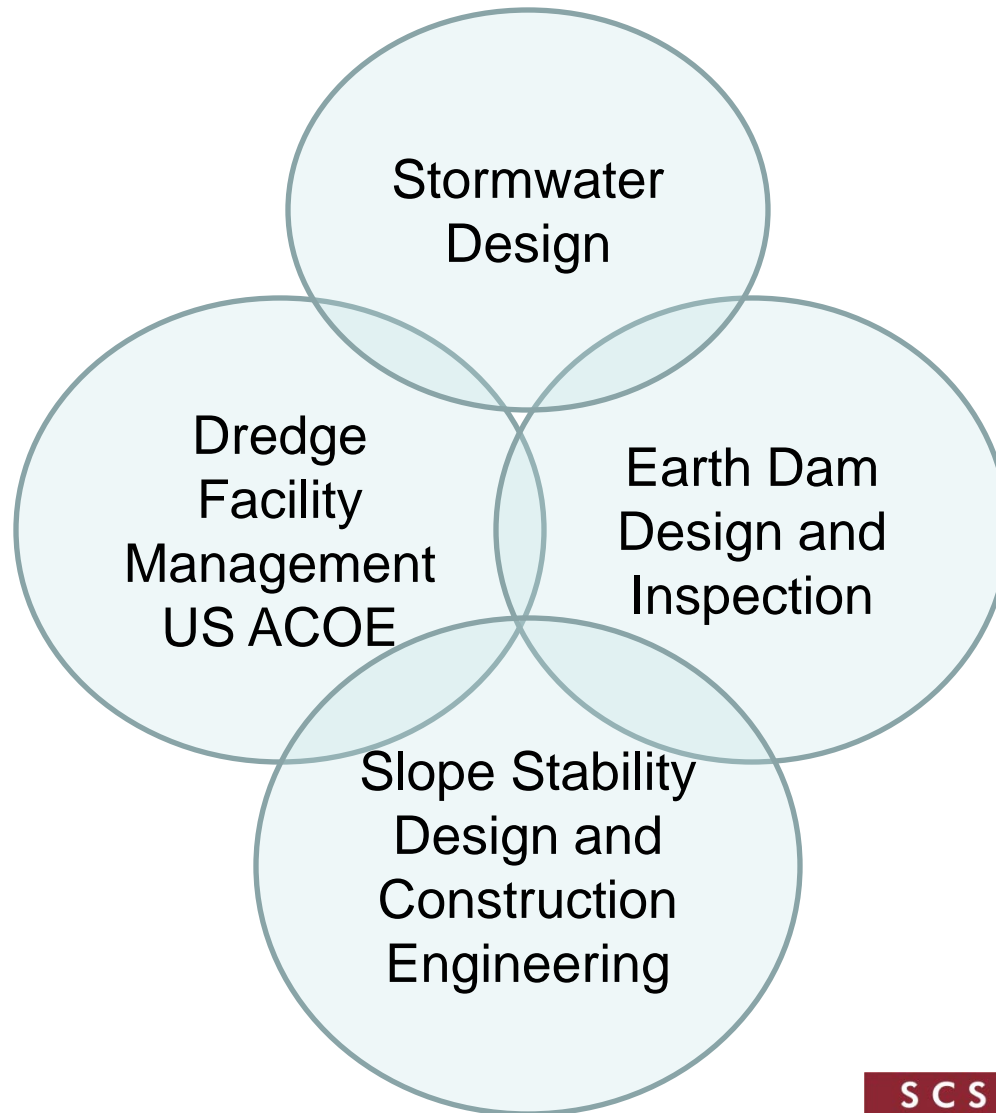 Stormwater
Design
Dredge
Facility
Management
US ACOE
Earth Dam
Design and
Inspection
Slope Stability
Design and
Construction
Engineering
SCS